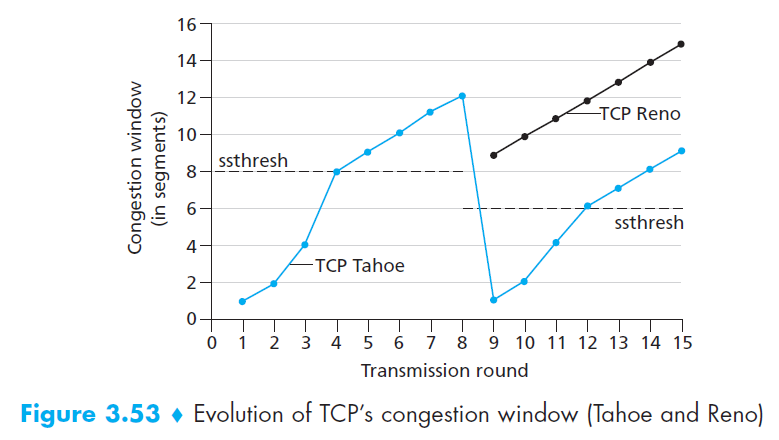 Congestion window
(in segments)
16
14
12
10
8
6
4
2
0
ssthresh
TCP Reno
ssthresh
TCP Tahoe
0 1 2 3 4 5 6 7 8 9 10 11 12 13 14 15
Transmission round
Figure 3.53 ♦ Evolution of TCP's congestion window (Tahoe and Reno)